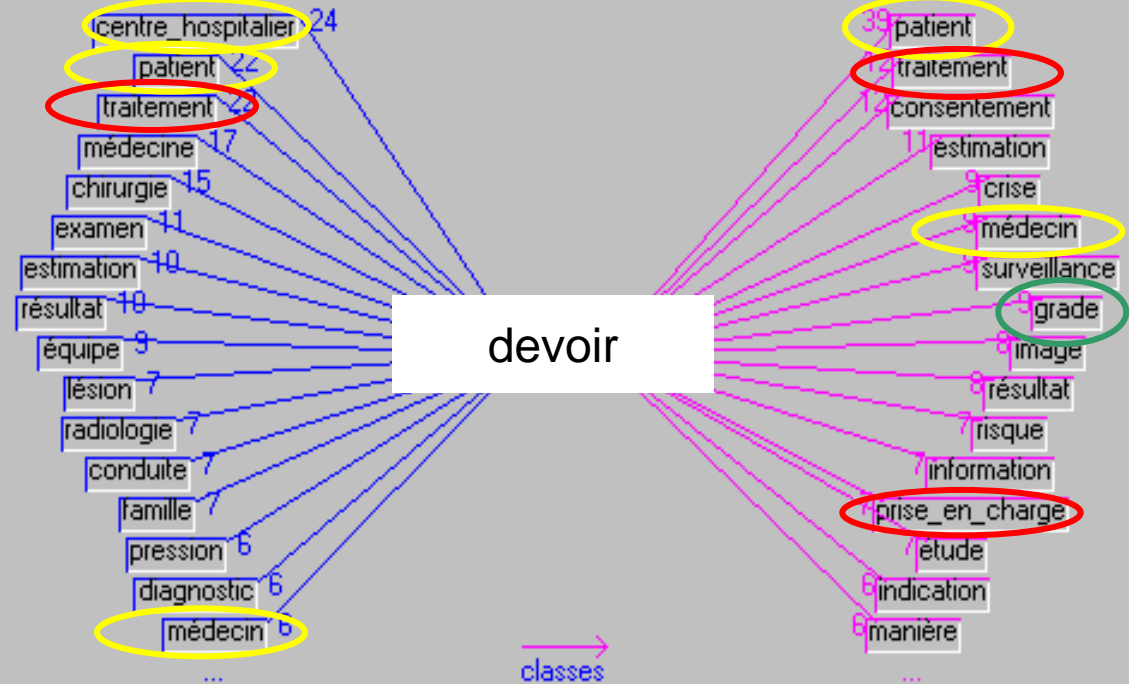 centre_hospitalier 24
patient 22
traitement 22
médecine 17
chirurgie 15
examen 11
estimation 10
résultat 10
équipe 9
lésion 7
radiologie 7
conduite 7
famille 7
pression 6
diagnostic 6
médecin 6
...
devoir
classes
39 patient
12 traitement
12 consentement
11 estimation
9 crise
9 médecin
9 surveillance
9 grade
8 image
8 résultat
7 risque
7 information
7 prise_en_charge
7 étude
6 indication
6 manière
...